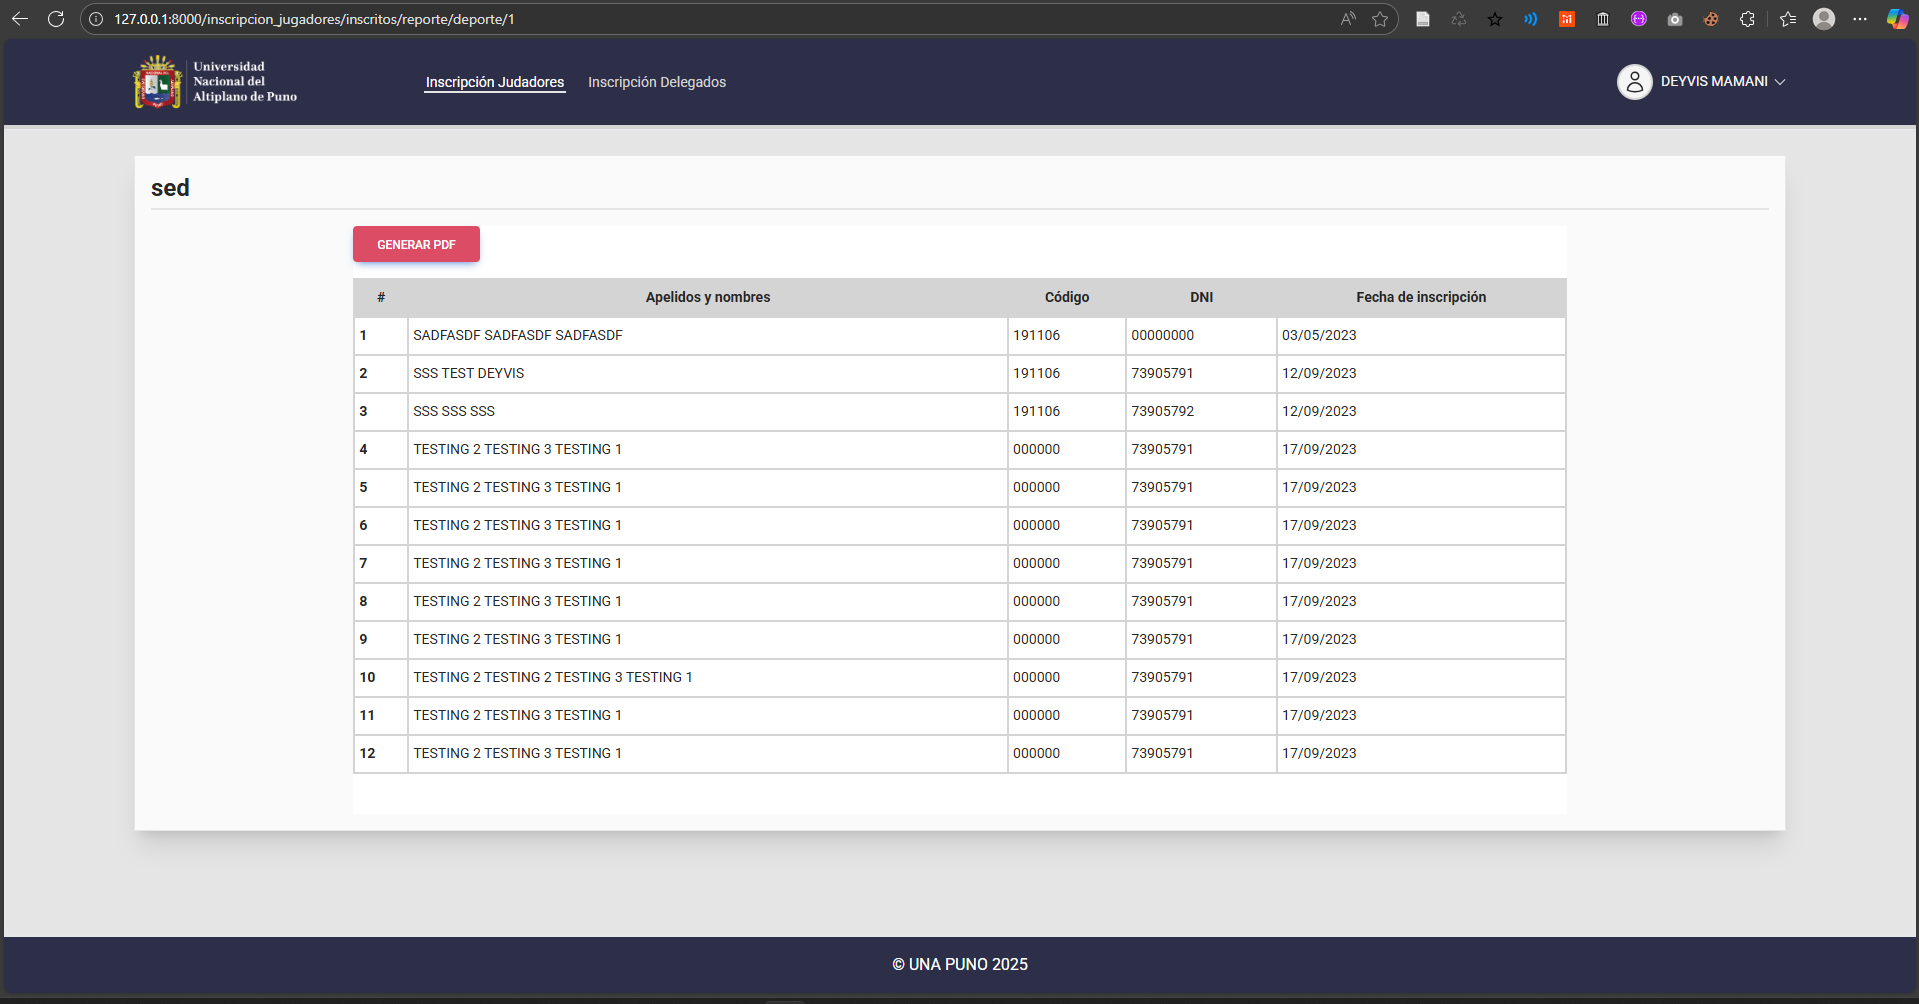 127.0.0.1:8000/inscripcion_jugadores/inscritos/reporte/deporte/1
Universidad
Nacional del
Altiplano de Puno
Inscripción Judadores
Inscripción Delegados
DEYVIS MAMANI
sed
GENERAR PDF
# Apelidos y nombres Código DNI Fecha de inscripción
1 SADFASDF SADFASDF SADFASDF 191106 00000000 03/05/2023
2 SSS TEST DEYVIS 191106 73905791 12/09/2023
3 SSS SSS SSS 191106 73905792 12/09/2023
4 TESTING 2 TESTING 3 TESTING 1 000000 73905791 17/09/2023
5 TESTING 2 TESTING 3 TESTING 1 000000 73905791 17/09/2023
6 TESTING 2 TESTING 3 TESTING 1 000000 73905791 17/09/2023
7 TESTING 2 TESTING 3 TESTING 1 000000 73905791 17/09/2023
8 TESTING 2 TESTING 3 TESTING 1 000000 73905791 17/09/2023
9 TESTING 2 TESTING 3 TESTING 1 000000 73905791 17/09/2023
10 TESTING 2 TESTING 2 TESTING 3 TESTING 1 000000 73905791 17/09/2023
11 TESTING 2 TESTING 3 TESTING 1 000000 73905791 17/09/2023
12 TESTING 2 TESTING 3 TESTING 1 000000 73905791 17/09/2023
© UNA PUNO 2025